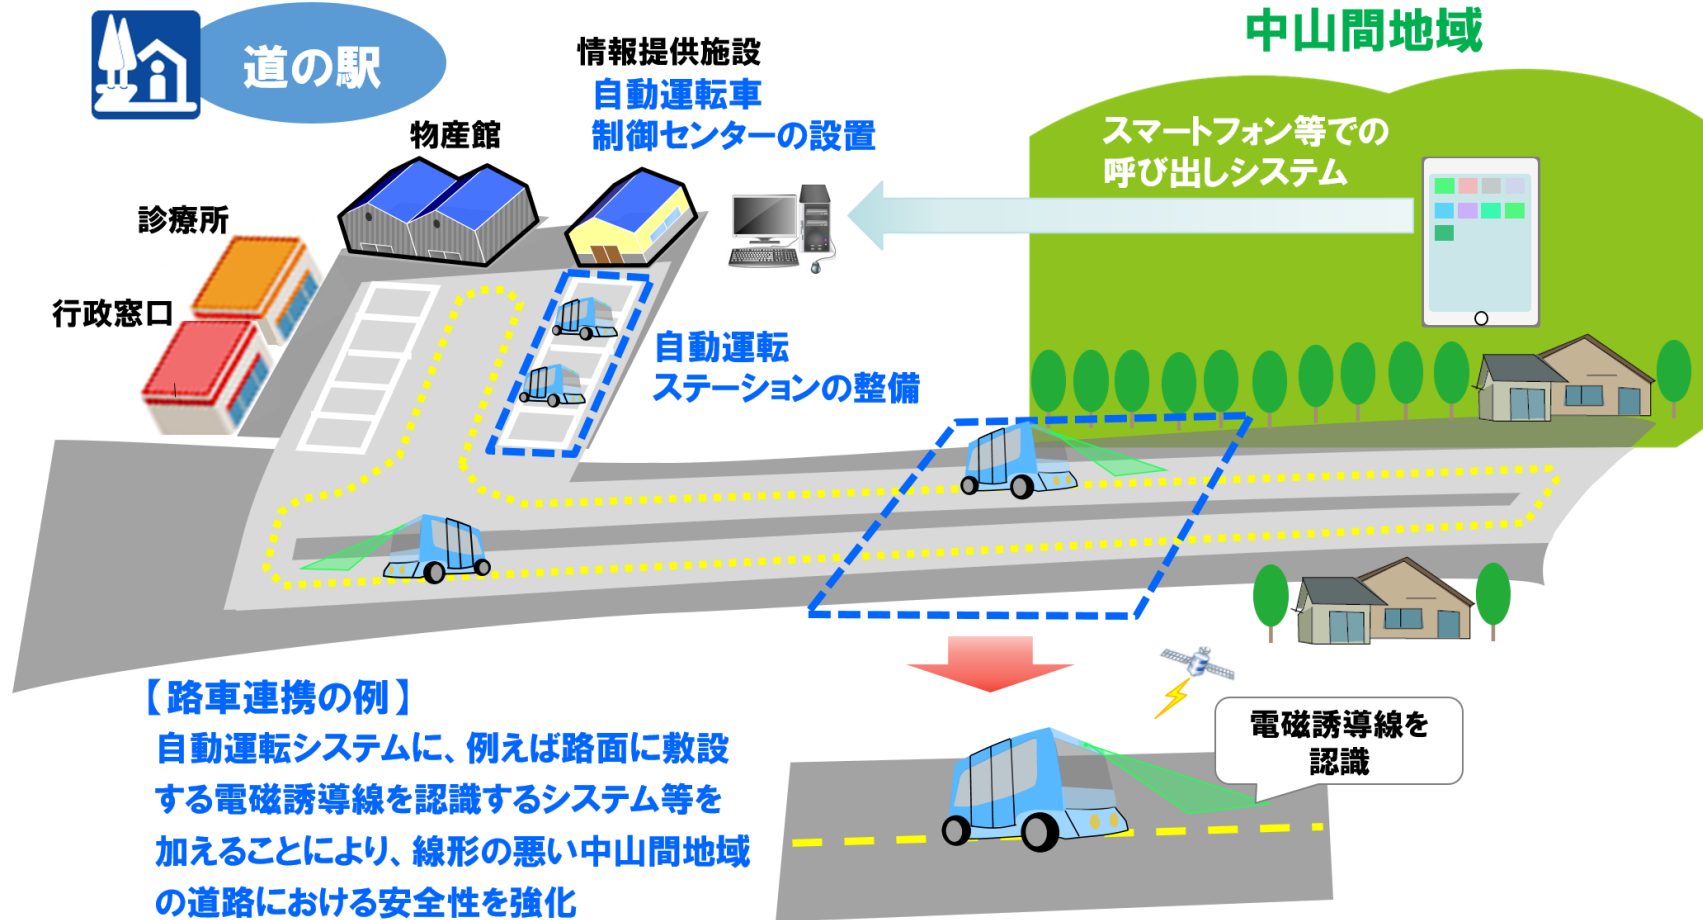 道の駅
情報提供施設
自動運転車
制御センターの設置
中山間地域
物産館
スマートフォン等での
呼び出しシステム
診療所
行政窓口
自動運転
ステーションの整備
【路車連携の例】
自動運転システムに、例えば路面に敷設
する電磁誘導線を認識するシステム等を
加えることにより、線形の悪い中山間地域
の道路における安全性を強化
電磁誘導線を
認識